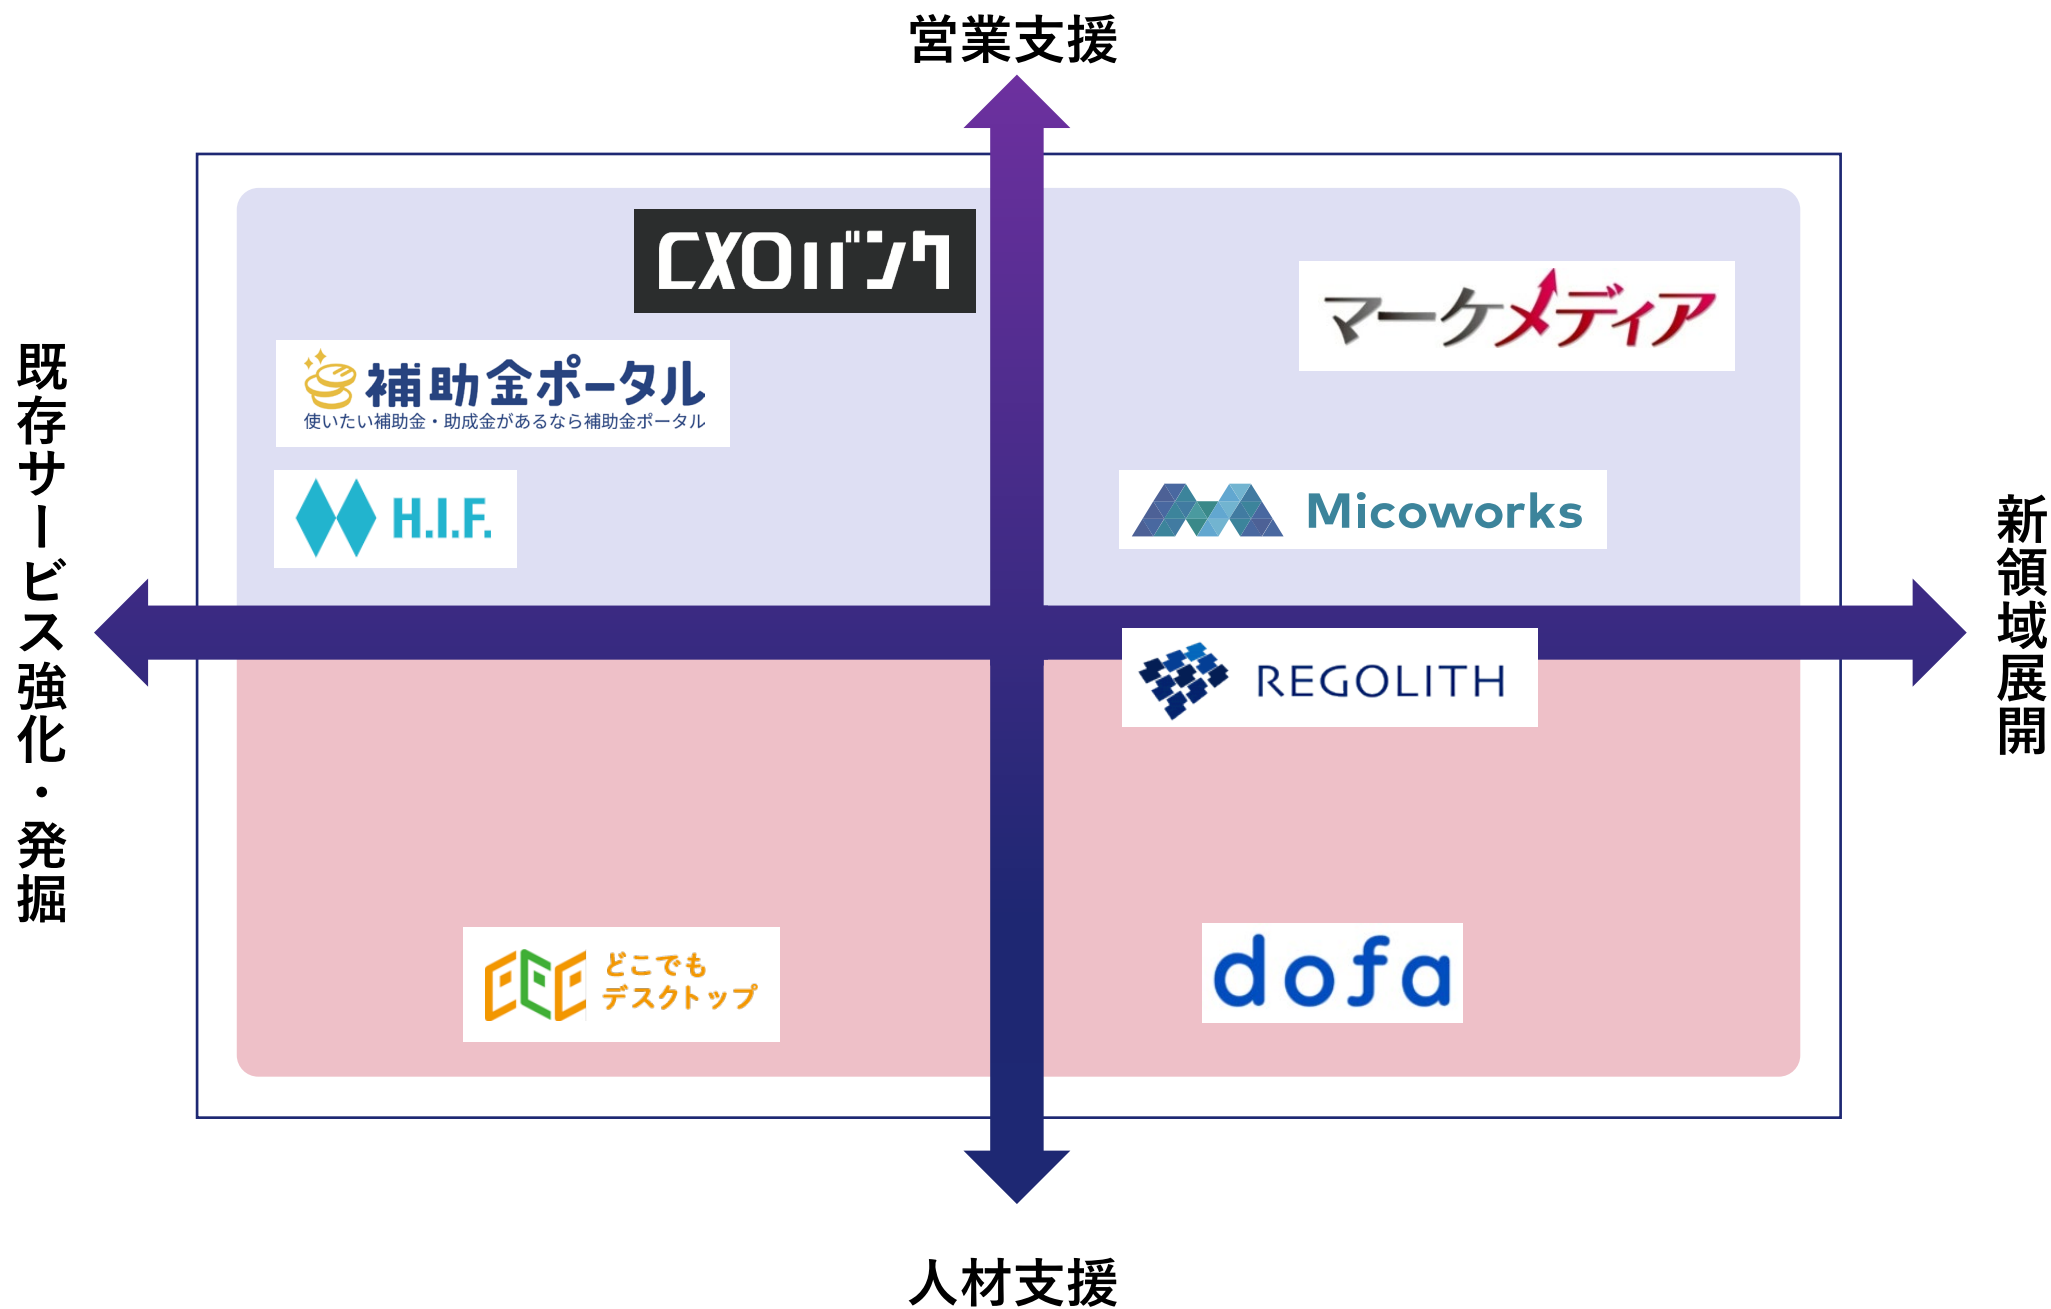 営業支援
CXOバンク
マーケメディア
補助金ポータル
使いたい補助金・助成金があるなら補助金ポータル
H.I.F.
Micoworks
既存サービス強化・発掘
新領域展開
REGOLITH
どこでも
デスクトップ
dofa
人材支援